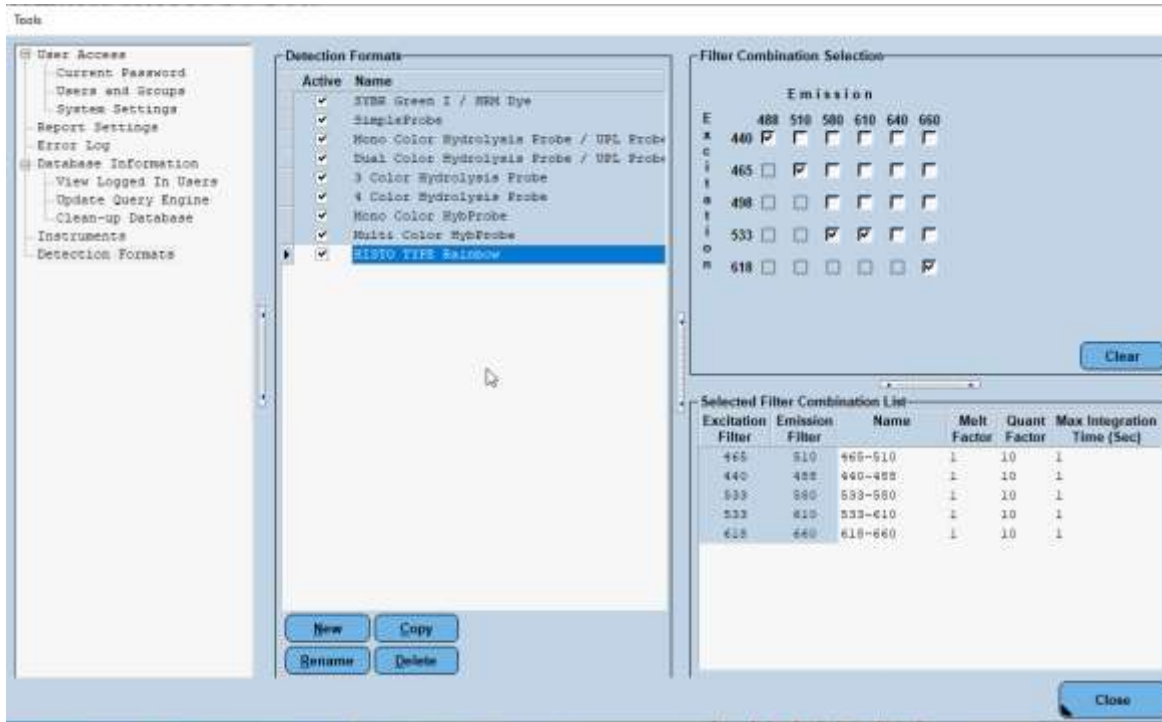 Tools
User Access
Current Password
Users and Groups
System Settings
Report Settings
Error Log
Database Information
View Logged In Users
Update Query Engine
Clean-up Database
Instruments
Detection Formats
Detection Formats
Active Name
SYBR Green I / HRM Dye
SimpleProbe
Mono Color Hydrolysis Probe / UPL Probe
Dual Color Hydrolysis Probe / UPL Probe
3 Color Hydrolysis Probe
4 Color Hydrolysis Probe
Mono Color HybProbe
Multi Color HybProbe
HISTO TYPE Rainbow
New Copy
Rename Delete
Filter Combination Selection
Emission
Excitation
488 510 580 610 640 660
440
465
498
533
618
Clear
Selected Filter Combination List
Excitation Filter Emission Filter Name Melt Factor Quant Factor Max Integration Time (Sec)
465 510 465-510 1 10 1
440 488 440-488 1 10 1
533 580 533-580 1 10 1
533 610 533-610 1 10 1
618 660 618-660 1 10 1
Close